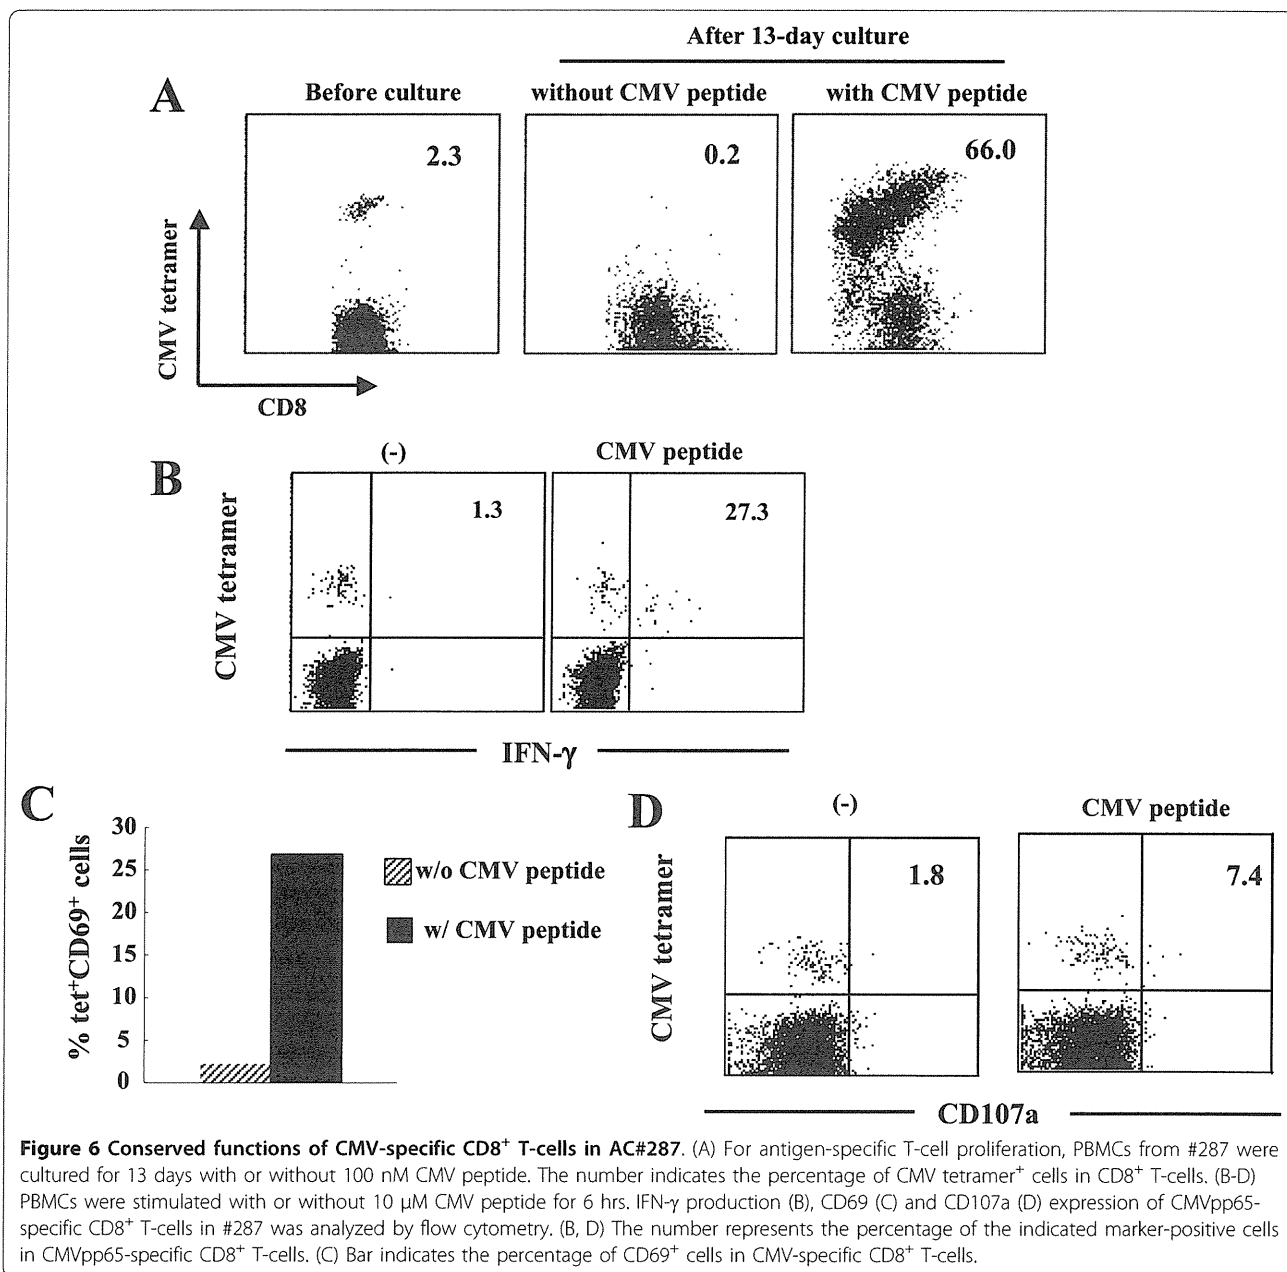 After 13-day culture
A
Before culture
without CMV peptide
with CMV peptide
2.3
0.2
66.0
CMV tetramer
CD8
B
(-)
CMV peptide
1.3
27.3
CMV tetramer
IFN-γ
C
% tet⁺CD69⁺ cells
30
25
20
15
10
5
0
w/o CMV peptide
w/ CMV peptide
D
(-)
CMV peptide
1.8
7.4
CMV tetramer
CD107a
Figure 6 Conserved functions of CMV-specific CD8⁺ T-cells in AC#287. (A) For antigen-specific T-cell proliferation, PBMCs from #287 were
cultured for 13 days with or without 100 nM CMV peptide. The number indicates the percentage of CMV tetramer⁺ cells in CD8⁺ T-cells. (B-D)
PBMCs were stimulated with or without 10 μM CMV peptide for 6 hrs. IFN-γ production (B), CD69 (C) and CD107a (D) expression of CMVpp65-
specific CD8⁺ T-cells in #287 was analyzed by flow cytometry. (B, D) The number represents the percentage of the indicated marker-positive cells
in CMVpp65-specific CD8⁺ T-cells. (C) Bar indicates the percentage of CD69⁺ cells in CMV-specific CD8⁺ T-cells.